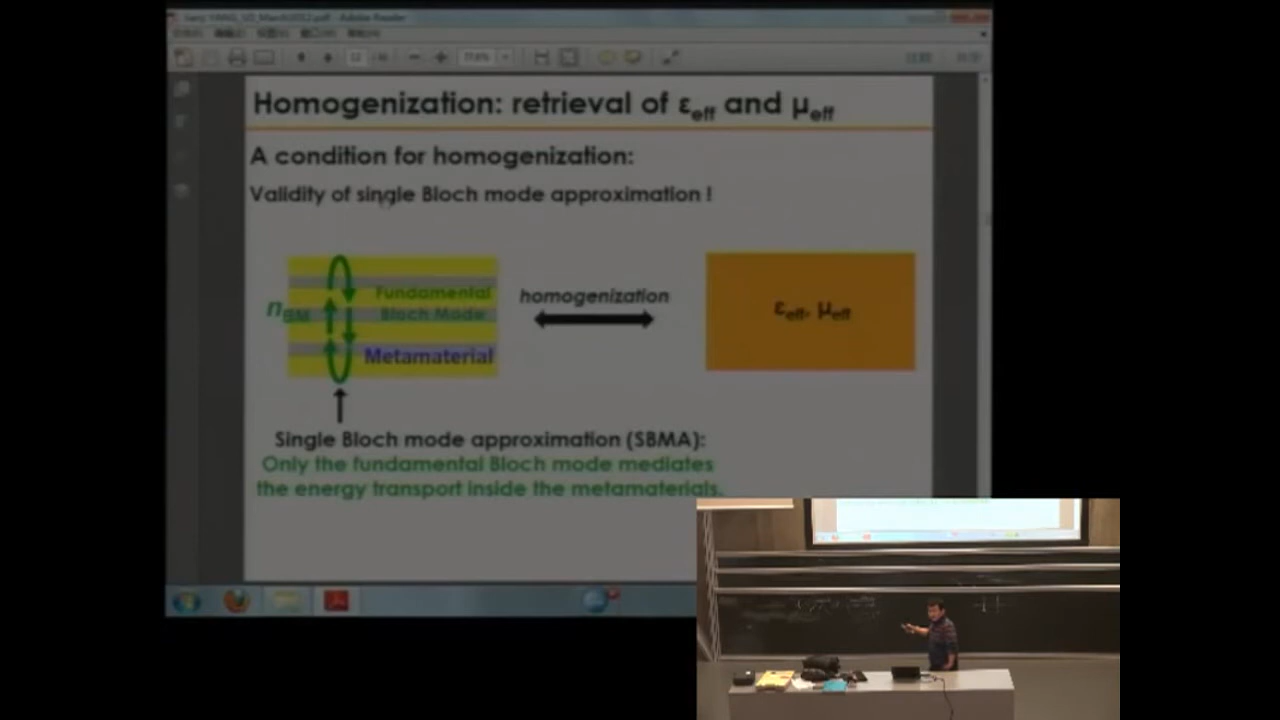 Homogenization: retrieval of εeff and μeff
A condition for homogenization:
Validity of single Bloch mode approximation !
Fundamental
nBM
Bloch Mode
Metamaterial
homogenization
εeff, μeff
Single Bloch mode approximation (SBMA):
Only the fundamental Bloch mode mediates
the energy transport inside the metamaterials.